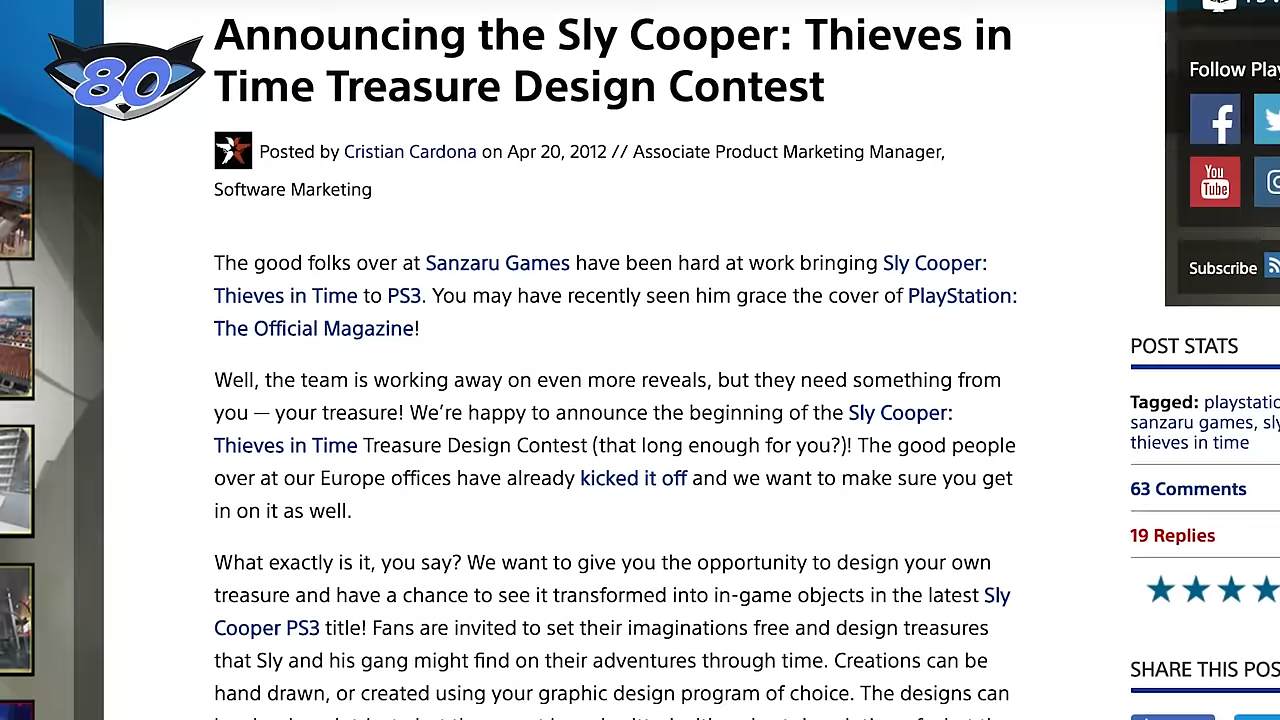 Announcing the Sly Cooper: Thieves in
Time Treasure Design Contest
80
Posted by Cristian Cardona on Apr 20, 2012 // Associate Product Marketing Manager,
Software Marketing
The good folks over at Sanzaru Games have been hard at work bringing Sly Cooper:
Thieves in Time to PS3. You may have recently seen him grace the cover of PlayStation:
The Official Magazine!
Well, the team is working away on even more reveals, but they need something from
you — your treasure! We’re happy to announce the beginning of the Sly Cooper:
Thieves in Time Treasure Design Contest (that long enough for you?)! The good people
over at our Europe offices have already kicked it off and we want to make sure you get
in on it as well.
What exactly is it, you say? We want to give you the opportunity to design your own
treasure and have a chance to see it transformed into in-game objects in the latest Sly
Cooper PS3 title! Fans are invited to set their imaginations free and design treasures
that Sly and his gang might find on their adventures through time. Creations can be
hand drawn, or created using your graphic design program of choice. The designs can
Follow Play
You
Tube
Subscribe
POST STATS
Tagged: playstatio
sanzaru games, sly
thieves in time
63 Comments
19 Replies
SHARE THIS POS